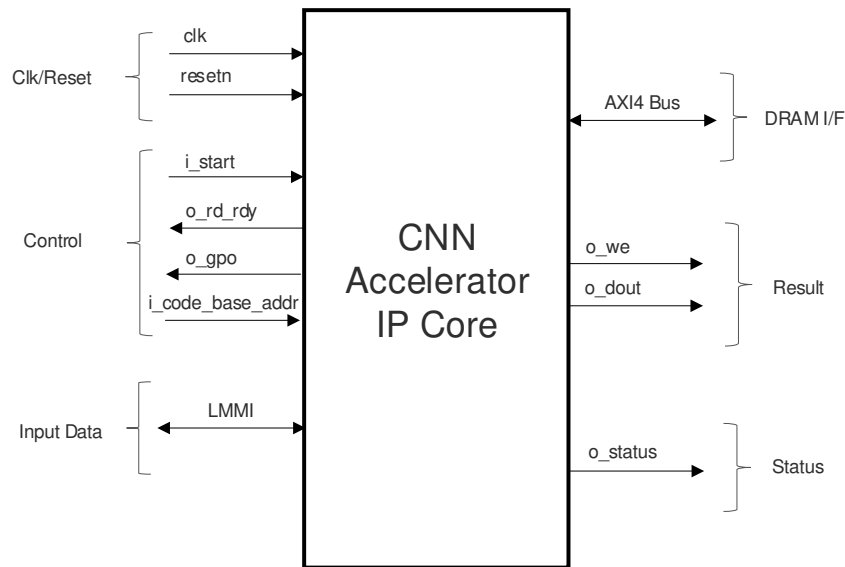 clk
Clk/Reset
resetn
i_start
o_rd_rdy
Control
o_gpo
i_code_base_addr
Input Data
LMMI
CNN
Accelerator
IP Core
AXI4 Bus
DRAM I/F
o_we
o_dout
Result
o_status
Status